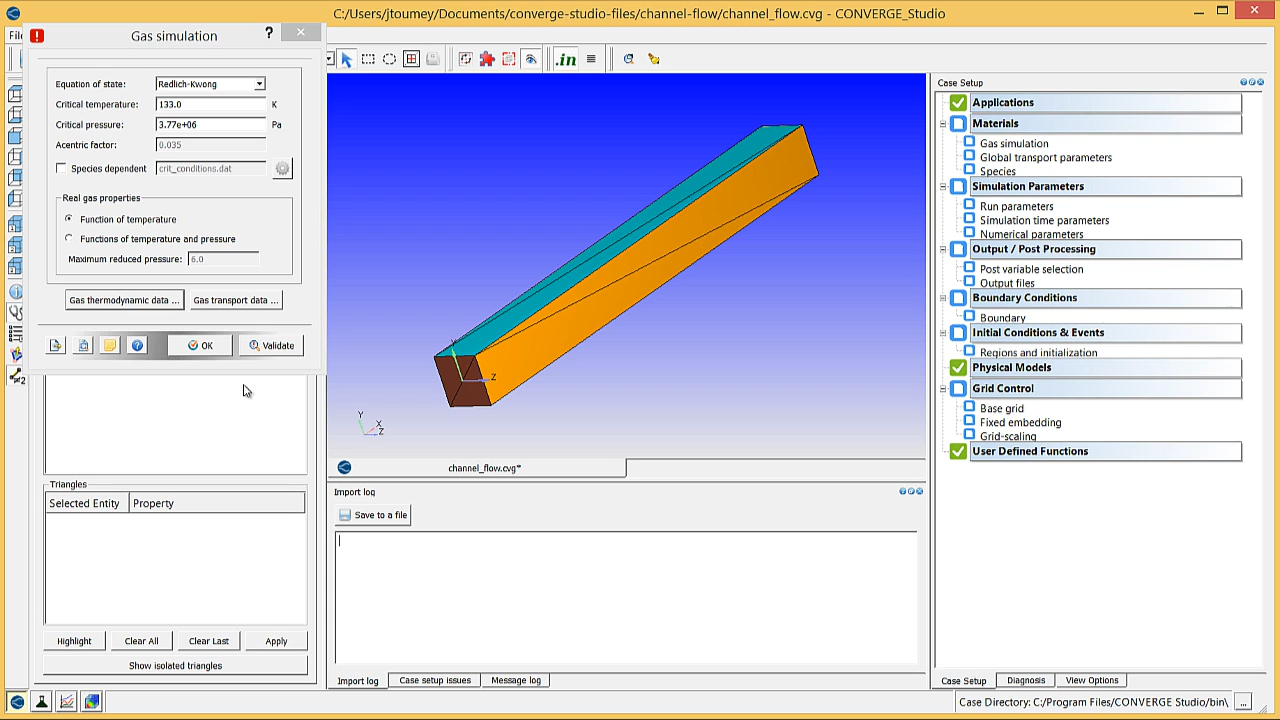 C:/Users/jtoumey/Documents/converge-studio-files/channel-flow/channel_flow.cvg - CONVERGE_Studio
Gas simulation
?
Equation of state: Redlich-Kwong
Critical temperature: 133.0 K
Critical pressure: 3.77e+06 Pa
Acentric factor: 0.035
Species dependent crit_conditions.dat
Real gas properties
Function of temperature
Functions of temperature and pressure
Maximum reduced pressure: 6.0
Gas thermodynamic data ... Gas transport data ...
OK Validate
Triangles
Selected Entity Property
Highlight Clear All Clear Last Apply
Show isolated triangles
.in
Y
Z
Y
X
Z
channel_flow.cvg*
Import log
Save to a file
Import log Case setup issues Message log
Case Setup
Applications
Materials
Gas simulation
Global transport parameters
Species
Simulation Parameters
Run parameters
Simulation time parameters
Numerical parameters
Output / Post Processing
Post variable selection
Output files
Boundary Conditions
Boundary
Initial Conditions & Events
Regions and initialization
Physical Models
Grid Control
Base grid
Fixed embedding
Grid-scaling
User Defined Functions
Case Setup Diagnosis View Options
Case Directory: C:/Program Files/CONVERGE Studio/bin\ ...